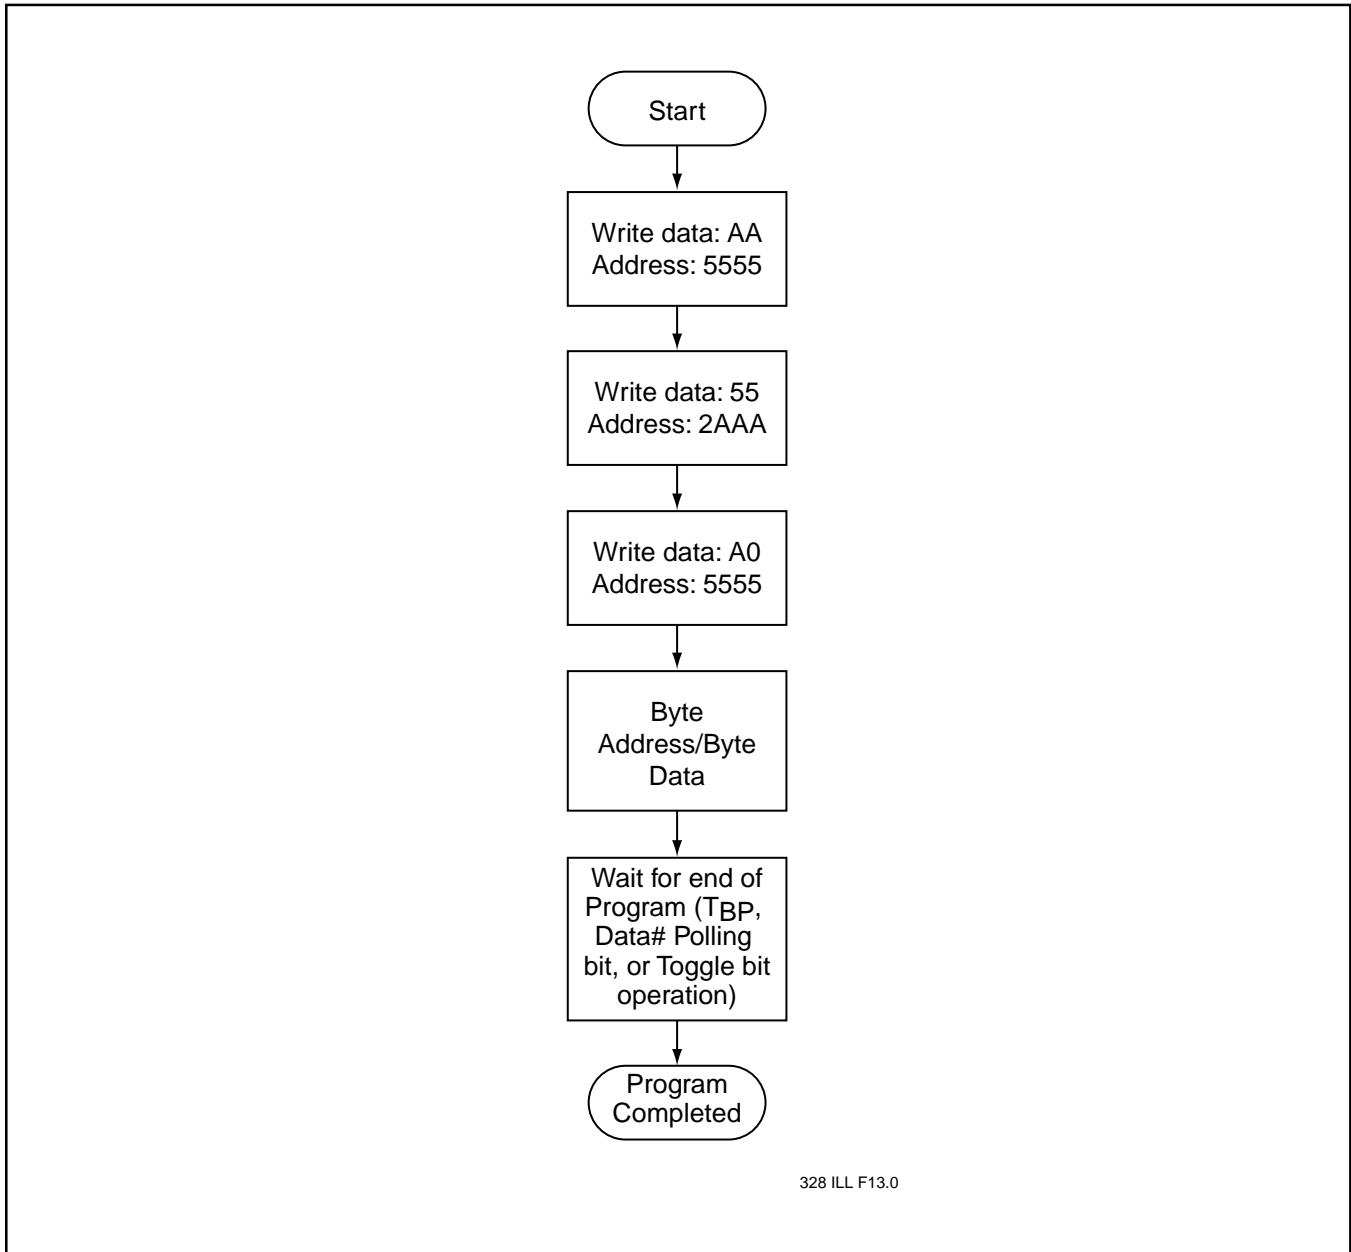 Start
Write data: AA
Address: 5555
Write data: 55
Address: 2AAA
Write data: A0
Address: 5555
Byte
Address/Byte
Data
Wait for end of
Program (TBP,
Data# Polling
bit, or Toggle bit
operation)
Program
Completed
328 ILL F13.0